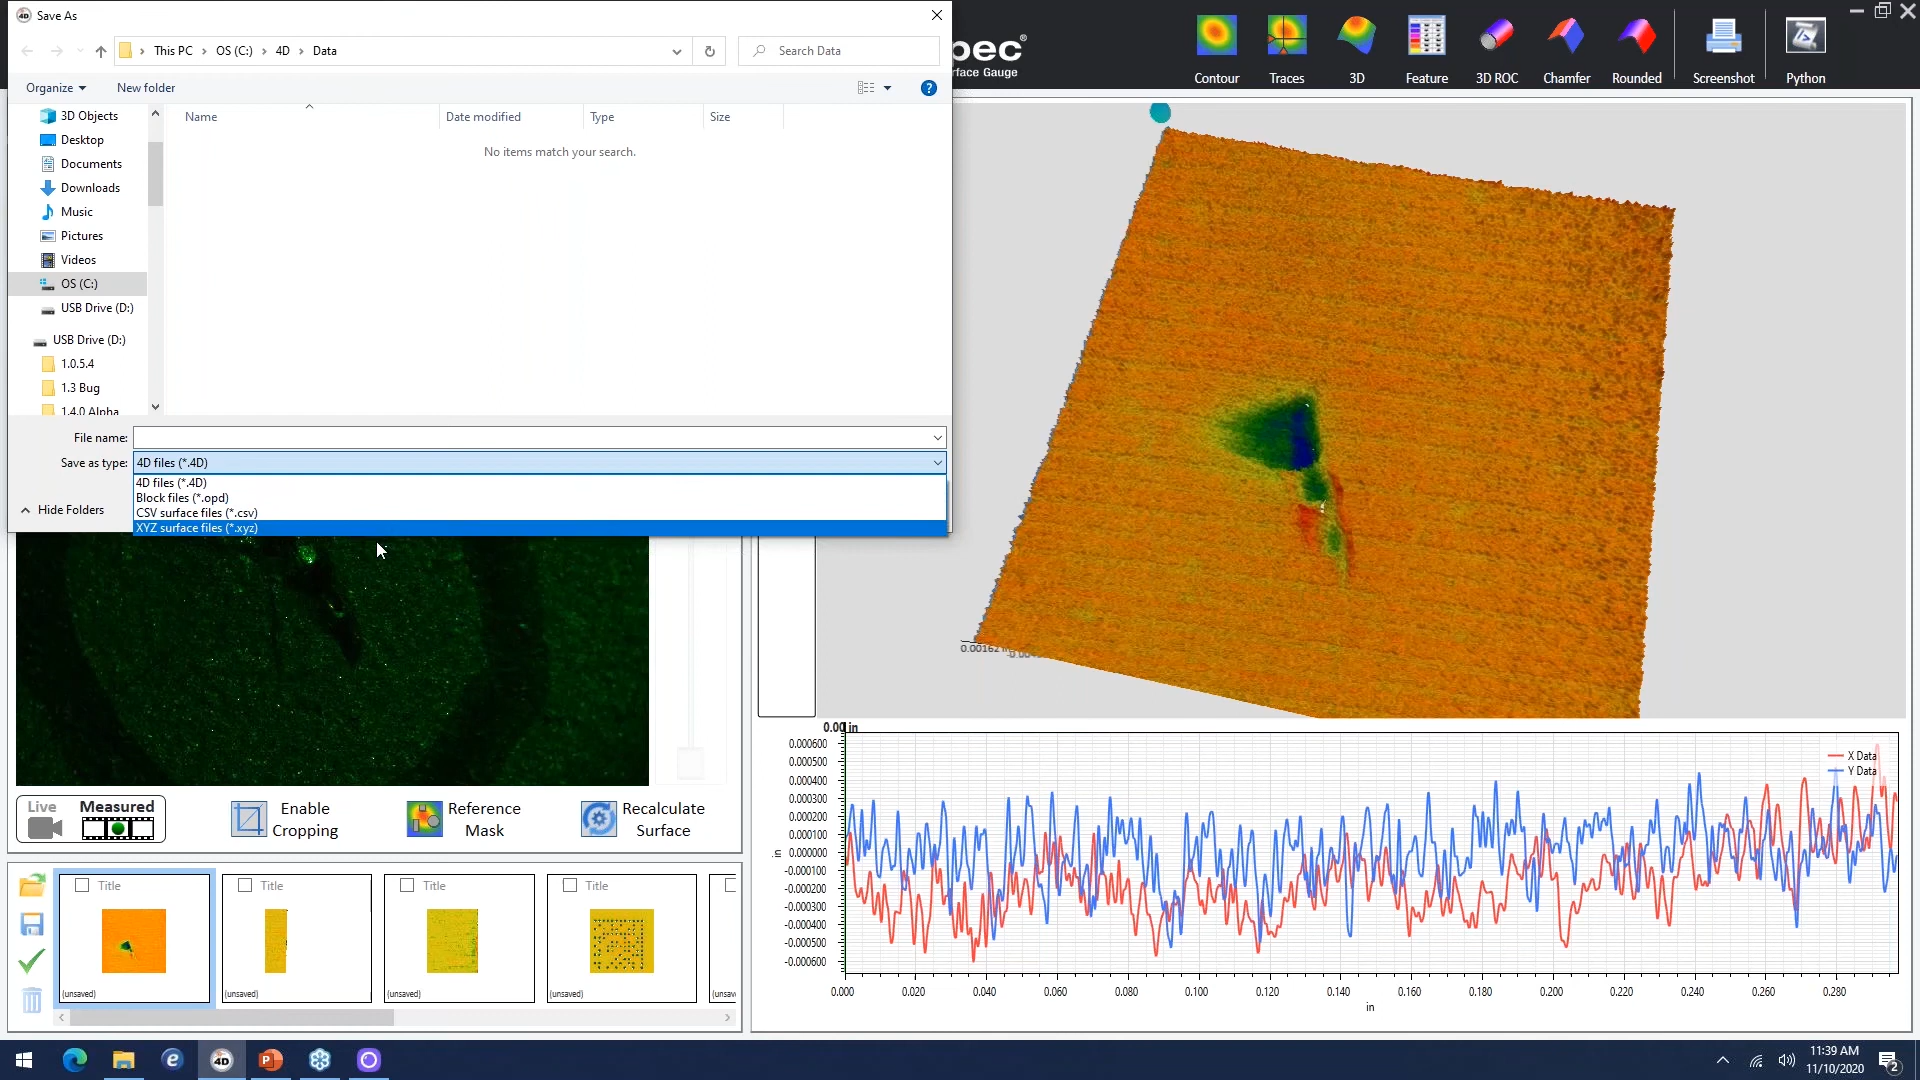 Save As
This PC > OS (C:) > 4D > Data
Search Data
Organize
New folder
3D Objects
Desktop
Documents
Downloads
Music
Pictures
Videos
OS (C:)
USB Drive (D:)
USB Drive (D:)
1.0.5.4
1.3 Bug
1.4.0 Alpha
Name
Date modified
Type
Size
No items match your search.
File name:
Save as type:
4D files (*.4D)
4D files (*.4D)
Block files (*.opd)
CSV surface files (*.csv)
XYZ surface files (*.xyz)
Hide Folders
pec®
rface Gauge
Contour
Traces
3D
Feature
3D ROC
Chamfer
Rounded
Screenshot
Python
0.00162
Live
Measured
Enable
Cropping
Reference
Mask
Recalculate
Surface
Title
(unsaved)
Title
(unsaved)
Title
(unsaved)
Title
(unsaved)
(unsav
in
X Data
Y Data
0.000600
0.000500
0.000400
0.000300
0.000200
0.000100
0.000000
-0.000100
-0.000200
-0.000300
-0.000400
-0.000500
-0.000600
in
0.000 0.020 0.040 0.060 0.080 0.100 0.120 0.140 0.160 0.180 0.200 0.220 0.240 0.260 0.280
in
4D
11:39 AM
11/10/2020
2